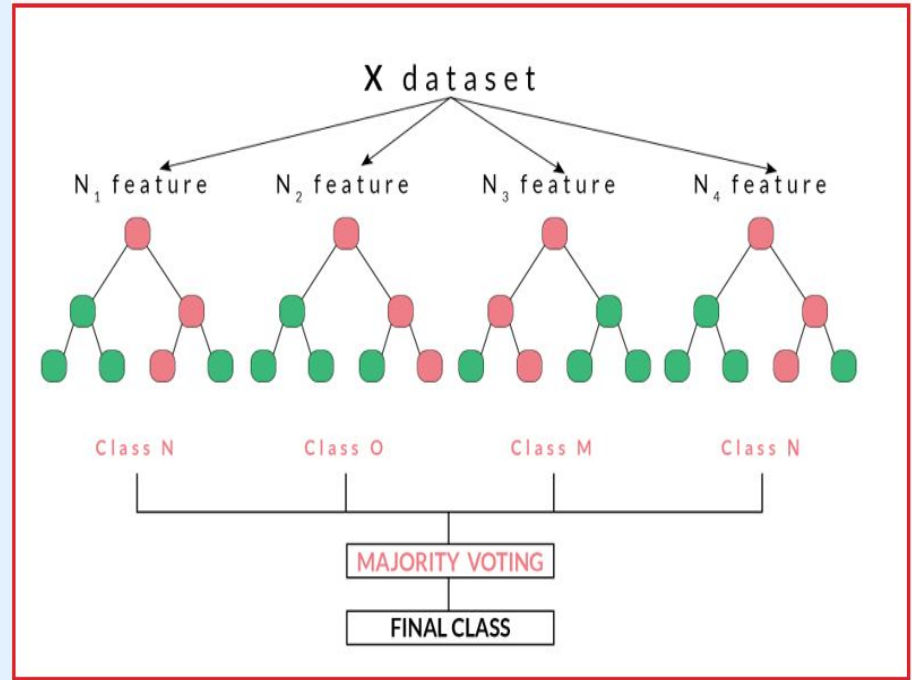 X dataset
N₁ feature N₂ feature N₃ feature N₄ feature
Class N Class O Class M Class N
MAJORITY VOTING
FINAL CLASS